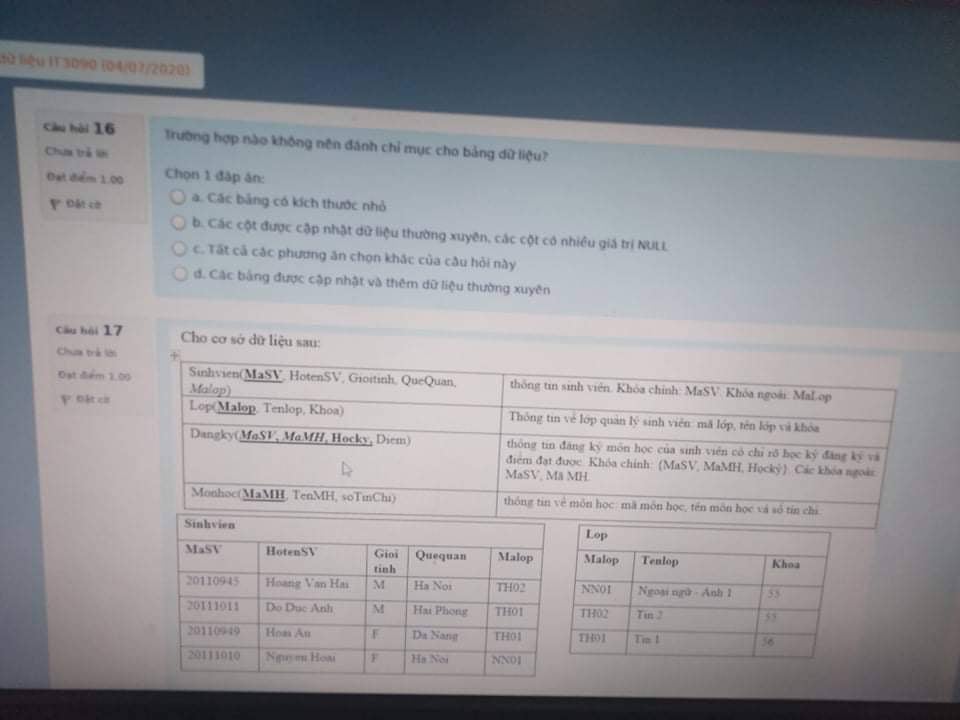 dữ liệu IT3090 (04/07/2020)
Câu hỏi 16
Chưa trả lời
Đạt điểm 1.00
Đặt cờ
Trường hợp nào không nên đánh chỉ mục cho bảng dữ liệu?
Chọn 1 đáp án:
a. Các bảng có kích thước nhỏ
b. Các cột được cập nhật dữ liệu thường xuyên, các cột có nhiều giá trị NULL
c. Tất cả các phương án chọn khác của câu hỏi này
d. Các bảng được cập nhật và thêm dữ liệu thường xuyên
Câu hỏi 17
Chưa trả lời
Đạt điểm 1.00
Đặt cờ
Cho cơ sở dữ liệu sau:
Sinhvien(MaSV, HotenSV, Gioitinh, QueQuan, Malop) thông tin sinh viên. Khóa chính: MaSV. Khóa ngoài: MaLop
Lop(Malop, Tenlop, Khoa) Thông tin về lớp quản lý sinh viên: mã lớp, tên lớp và khóa
Dangky(MaSV, MaMH, Hocky, Diem) thông tin đăng ký môn học của sinh viên có chỉ rõ học kỳ đăng ký và
điểm đạt được. Khóa chính: {MaSV, MaMH, Họcky}. Các khóa ngoài:
MaSV, Mã MH.
Monhoc(MaMH, TenMH, soTinChi) thông tin về môn học: mã môn học, tên môn học và số tín chỉ.
Sinhvien
MaSV HotenSV Gioi tinh Quequan Malop
20110945 Hoang Van Hai M Ha Noi TH02
20111011 Do Duc Anh M Hai Phong TH01
20110949 Hoai An F Da Nang TH01
20111010 Nguyen Hoai F Ha Noi NN01
Lop
Malop Tenlop Khoa
NN01 Ngoại ngữ - Anh 1 55
TH02 Tin 2 55
TH01 Tin 1 56